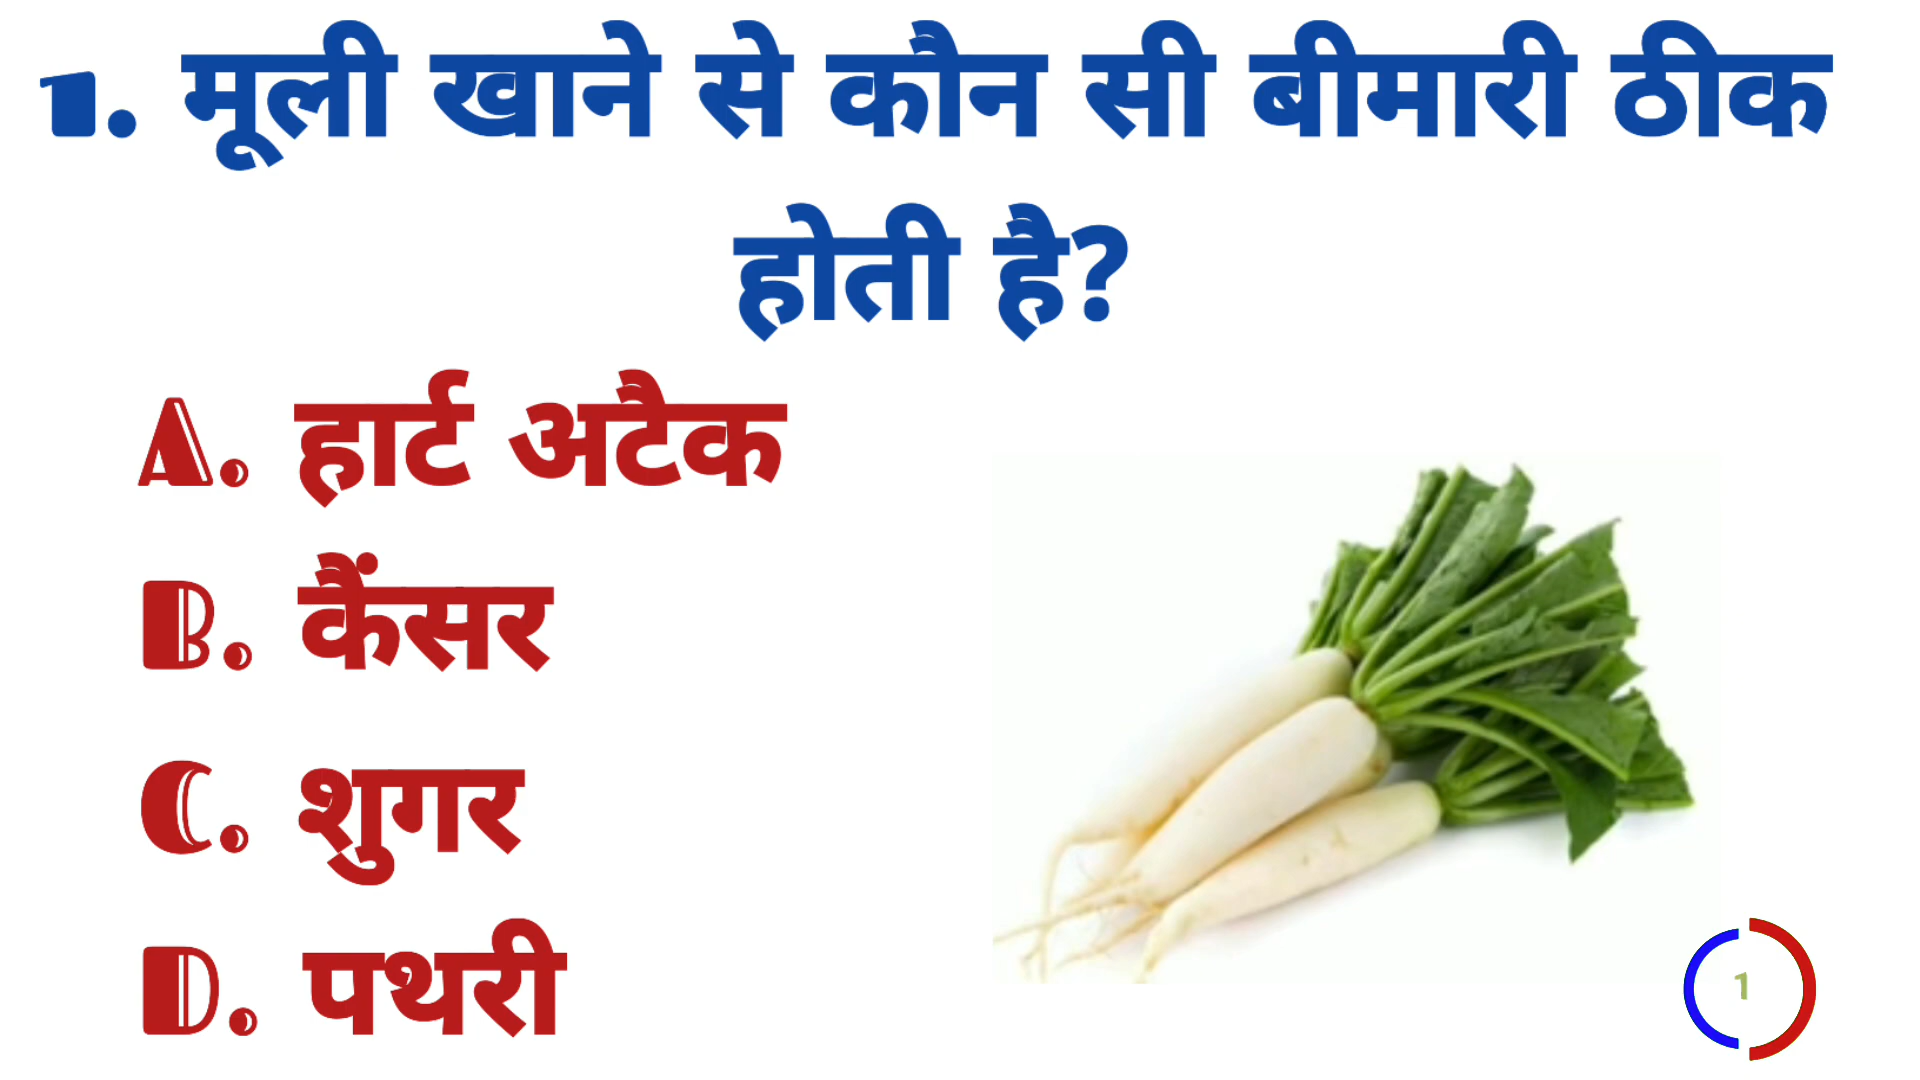 1. मूली खाने से कौन सी बीमारी ठीक
होती है?
A. हार्ट अटैक
B. कैंसर
C. शुगर
D. पथरी
1